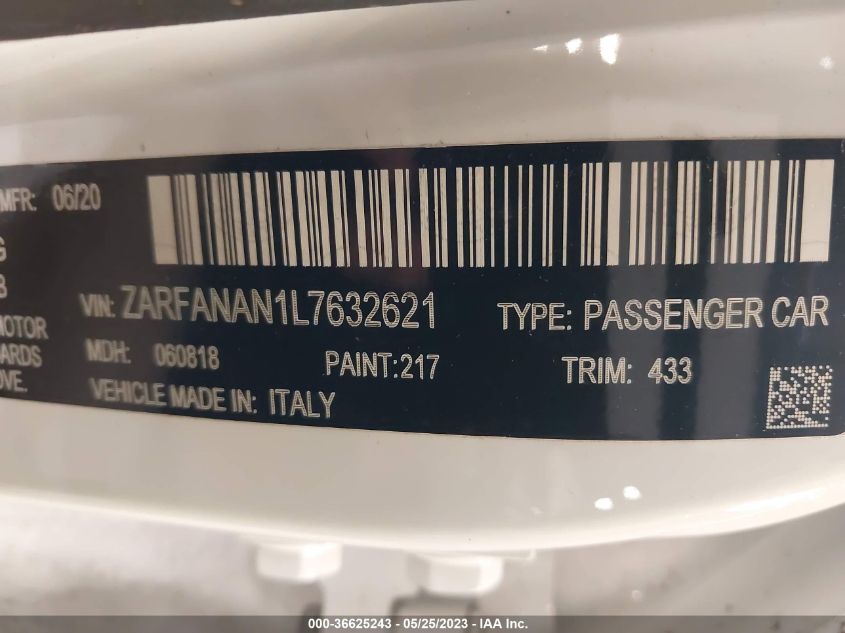 MFR: 06/20
G
B
MOTOR
VIN: ZARFANAN1L7632621
TYPE: PASSENGER CAR
MDH: 060818
PAINT:217
TRIM: 433
VEHICLE MADE IN: ITALY
000-36625243 - 05/25/2023 - IAA Inc.